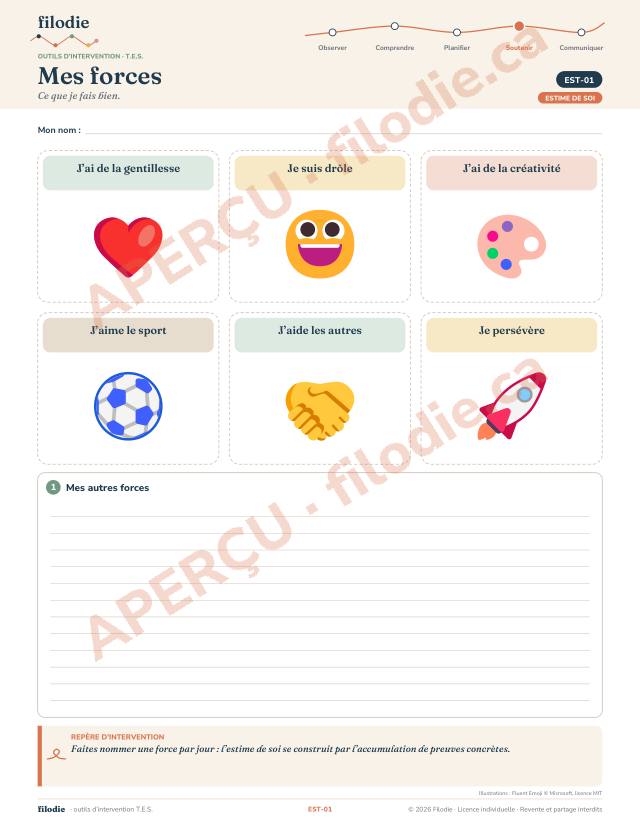 filodie
OUTILS D'INTERVENTION · T.E.S.
Observer Comprendre Planifier Soutenir Communiquer
Mes forces
Ce que je fais bien.
EST-01
ESTIME DE SOI
Mon nom :
J'ai de la gentillesse
Je suis drôle
J'ai de la créativité
J'aime le sport
J'aide les autres
Je persévère
1 Mes autres forces
APERÇU · filodie.ca
APERÇU · filodie.ca
REPÈRE D'INTERVENTION
Faites nommer une force par jour : l'estime de soi se construit par l'accumulation de preuves concrètes.
Illustrations : Fluent Emoji © Microsoft, licence MIT
filodie · outils d'intervention T.E.S.
EST-01
© 2026 Filodie · Licence individuelle · Revente et partage interdits